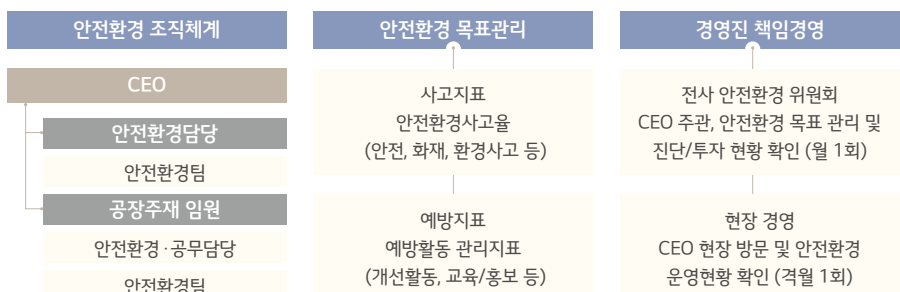 안전환경 조직체계
CEO
안전환경담당
안전환경팀
공장주재 임원
안전환경·공무담당
안전환경팀
안전환경 목표관리
사고지표
안전환경사고율
(안전, 화재, 환경사고 등)
예방지표
예방활동 관리지표
(개선활동, 교육/홍보 등)
경영진 책임경영
전사 안전환경 위원회
CEO 주관, 안전환경 목표 관리 및
진단/투자 현황 확인 (월 1회)
현장 경영
CEO 현장 방문 및 안전환경
운영현황 확인 (격월 1회)